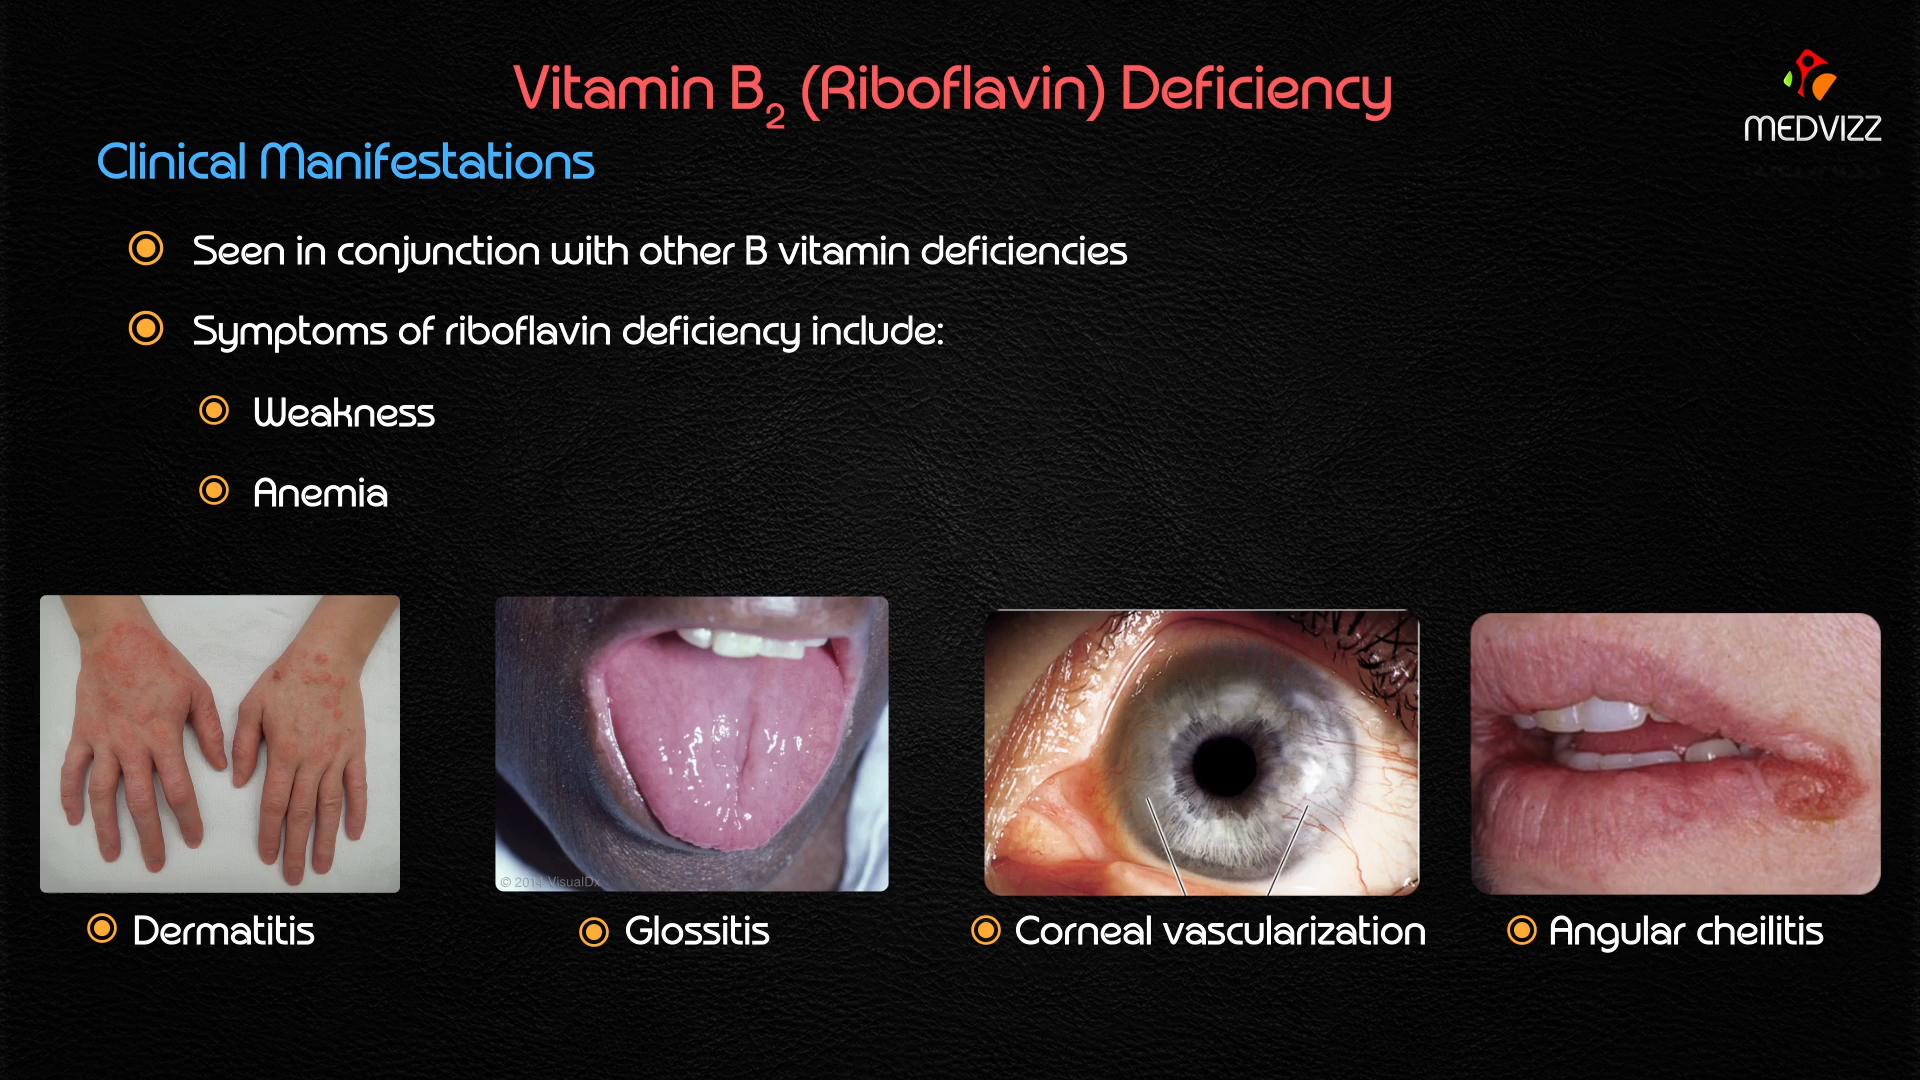 Vitamin B₂ (Riboflavin) Deficiency
MEDVIZZ
Clinical Manifestations
Seen in conjunction with other B vitamin deficiencies
Symptoms of riboflavin deficiency include:
Weakness
Anemia
© 2014 VisualDx
Dermatitis
Glossitis
Corneal vascularization
Angular cheilitis